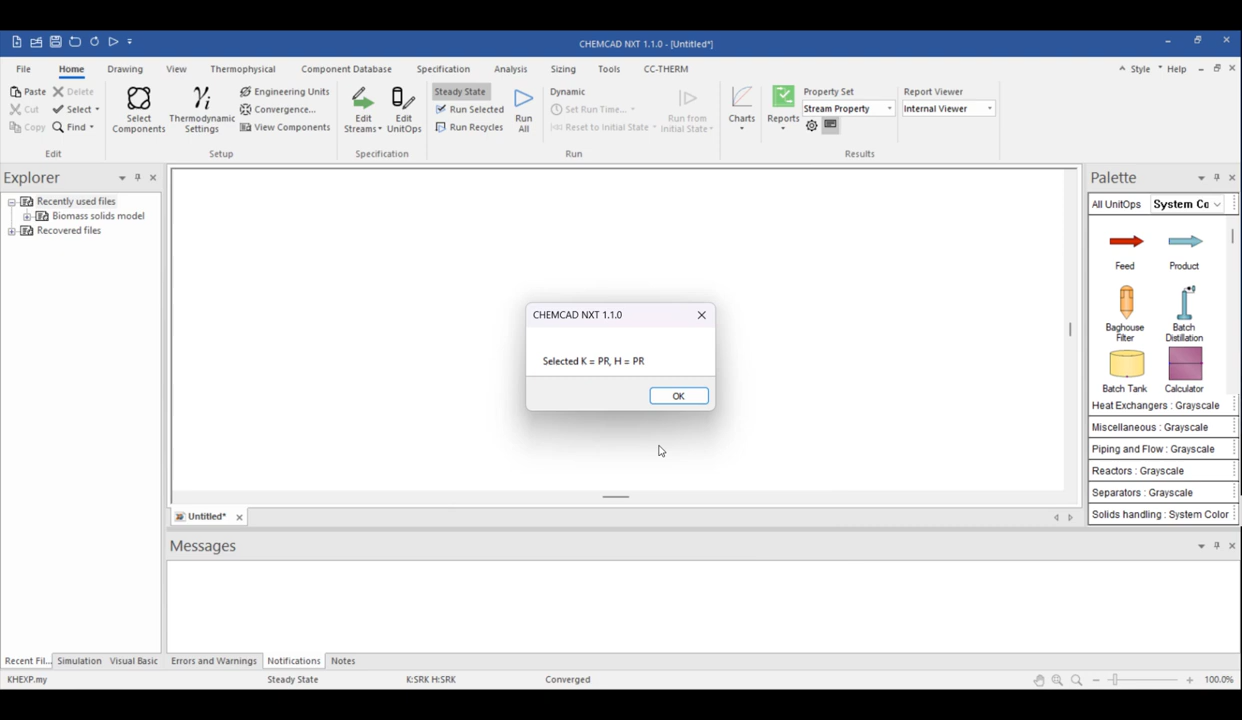 CHEMCAD NXT 1.1.0 - [Untitled*]
File Home Drawing View Thermophysical Component Database Specification Analysis Sizing Tools CC-THERM Style Help
Paste Delete
Cut Select
Copy Find
Edit
Select Components
Thermodynamic Settings
Engineering Units
Convergence...
View Components
Setup
Edit Streams
Edit UnitOps
Specification
Steady State
Run Selected
Run Recycles
Run All
Dynamic
Set Run Time...
Reset to Initial State
Run from Initial State
Run
Charts
Reports
Property Set
Stream Property
Report Viewer
Internal Viewer
Results
Explorer
Recently used files
Biomass solids model
Recovered files
CHEMCAD NXT 1.1.0
Selected K = PR, H = PR
OK
Palette
All UnitOps System Co
Feed Product
Baghouse Filter
Batch Distillation
Batch Tank Calculator
Heat Exchangers : Grayscale
Miscellaneous : Grayscale
Piping and Flow : Grayscale
Reactors : Grayscale
Separators : Grayscale
Solids handling : System Color
Untitled*
Messages
Recent Fil... Simulation Visual Basic Errors and Warnings Notifications Notes
KHEXP.my Steady State K:SRK H:SRK Converged 100.0%